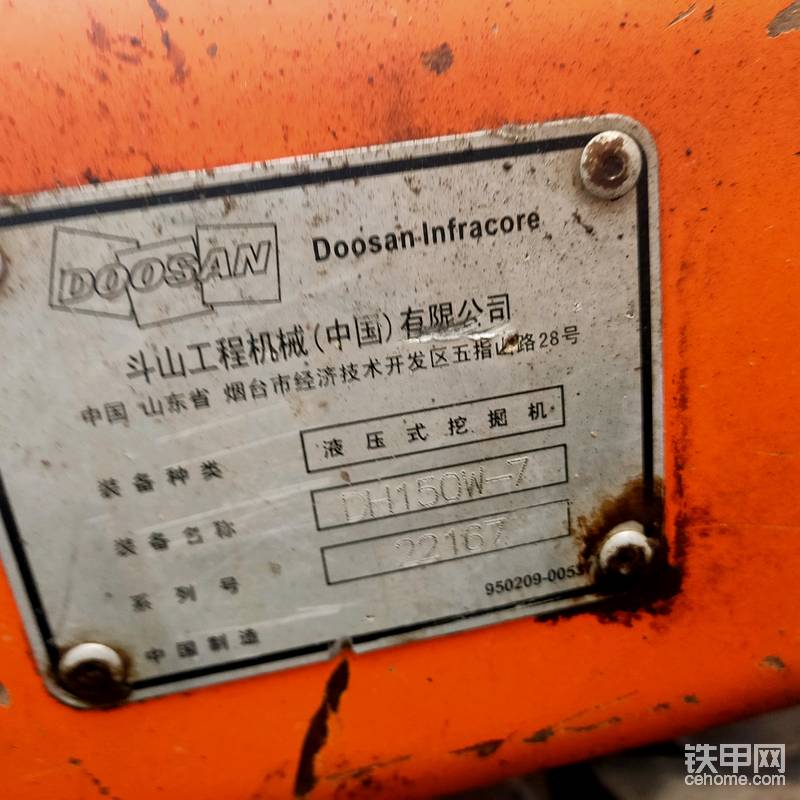 DOOSAN
Doosan Infracore
斗山工程机械(中国)有限公司
中国 山东省 烟台市经济技术开发区五指山路28号
装备种类 液压式挖掘机
装备名称 DH150W-7
系列号 22167
950209-00537
中国制造
铁甲网
cehome.com